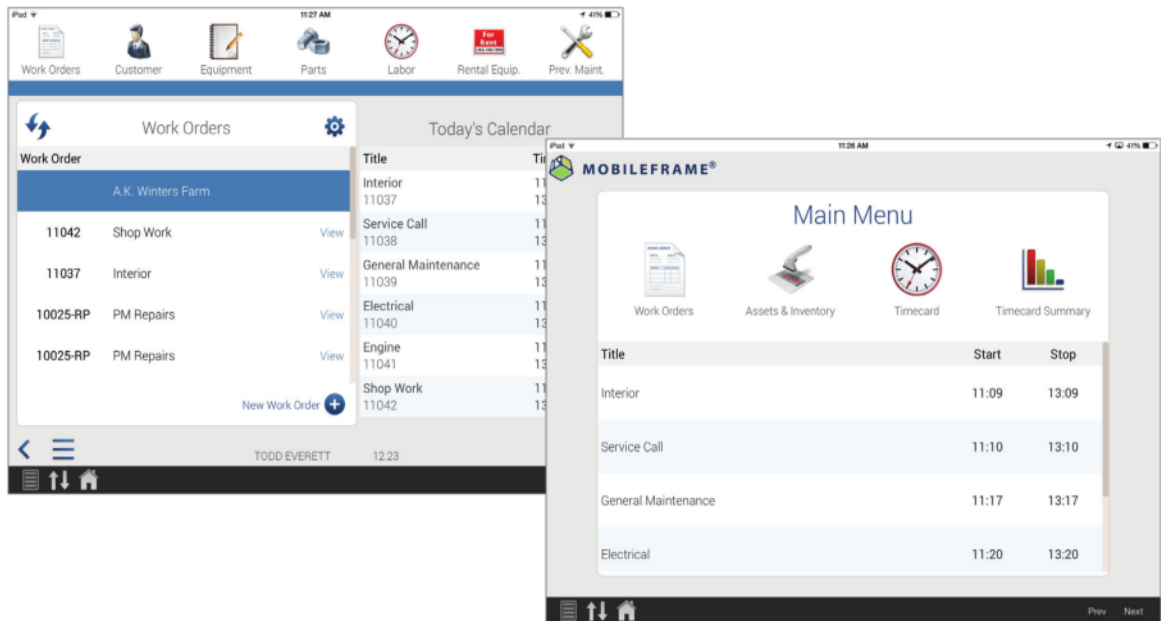 iPad 11:27 AM 41%
For
Rent
Work Orders Customer Equipment Parts Labor Rental Equip. Prev. Maint.
Work Orders
Work Order
A.K. Winters Farm
11042 Shop Work View
11037 Interior View
10025-RP PM Repairs View
10025-RP PM Repairs View
New Work Order
Today's Calendar
Title
Interior
11037
Service Call
11038
General Maintenance
11039
Electrical
11040
Engine
11041
Shop Work
11042
TODD EVERETT 12.23
iPad 11:26 AM 41%
MOBILEFRAME®
Main Menu
Work Orders Assets & Inventory Timecard Timecard Summary
Title Start Stop
Interior 11:09 13:09
Service Call 11:10 13:10
General Maintenance 11:17 13:17
Electrical 11:20 13:20
Prev Next